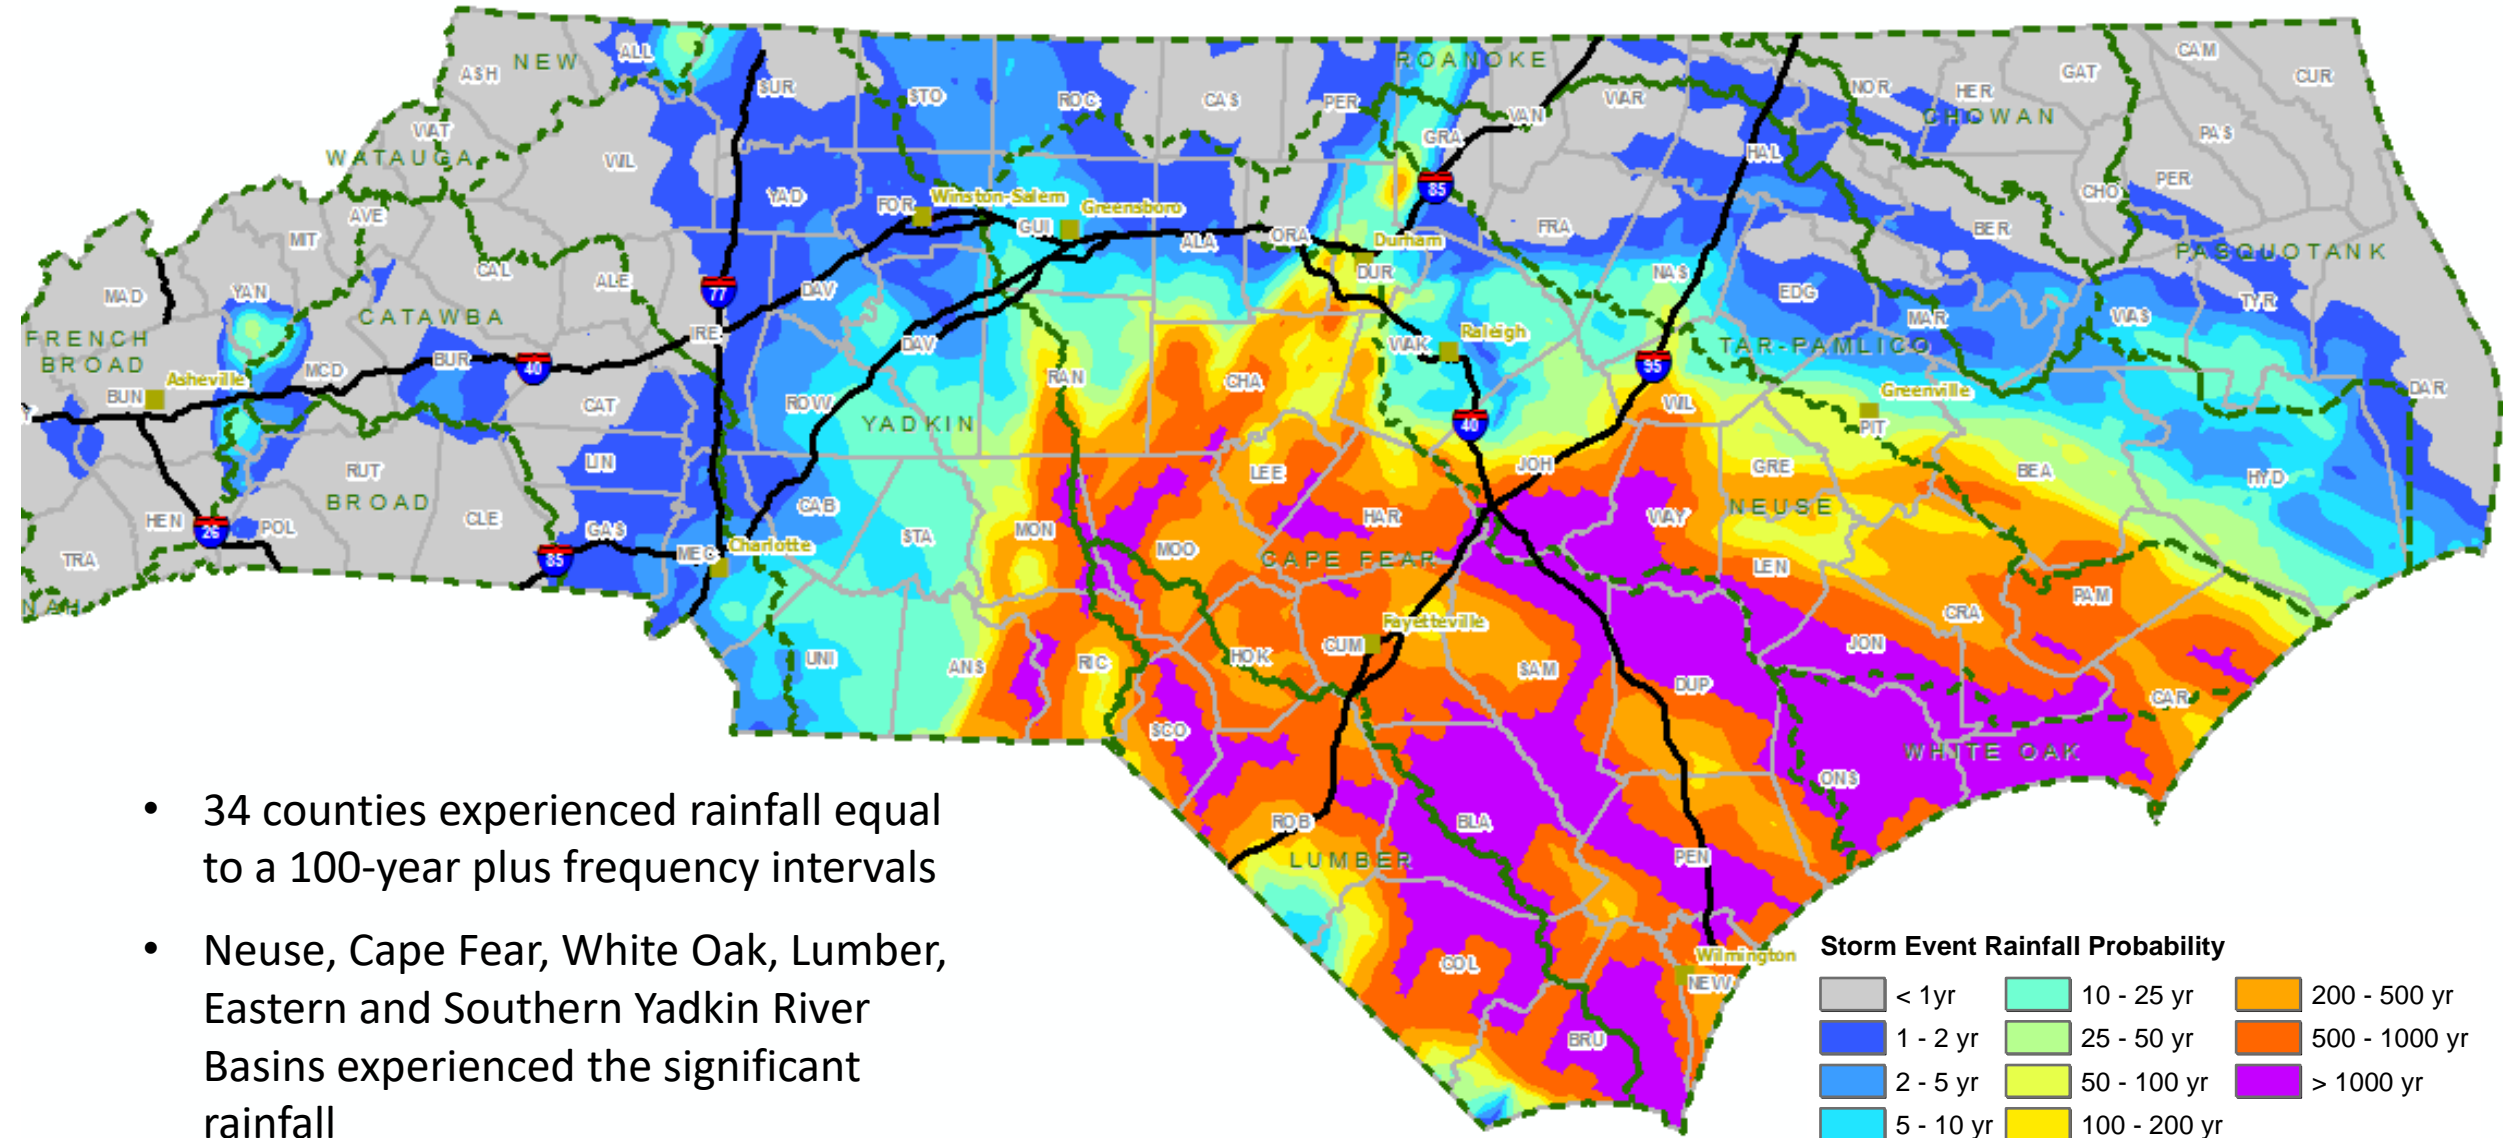 NEW
ROANOKE
ALL
ASH
SUR
STO
ROC
CAS
PER
GRA
VAN
WAR
NOR
HER
GAT
CAM
CUR
CHOWAN
PAS
WAT
WATAUGA
WIL
YAD
HAL
FOR
Winston-Salem
GUI
Greensboro
ALA
ORA
85
Durham
DUR
FRA
BER
CHO
PER
PASQUOTANK
AVE
MIT
CAL
ALE
MAD
YAN
CATAWBA
77
DAV
NAS
EDG
MAR
WAS
TYR
FRENCH
BROAD
IRE
DAV
WAK
Raleigh
95
TAR-PAMLICO
BUN
Asheville
MCD
BUR
40
CAT
ROW
YADKIN
RAN
CHA
40
WIL
Greenville
PIT
DAR
RUT
BROAD
LIN
LEE
JOH
GRE
BEA
HYD
HEN
26
POL
CLE
GAS
CAB
STA
MON
HAR
WAY
NEUSE
TRA
85
MEC
Charlotte
MOO
CAPE FEAR
LEN
NAH
CRA
PAM
UNI
ANS
RIC
HOK
CUM
Fayetteville
SAM
DUP
JON
CAR
SCO
WHITE OAK
ONS
ROB
BLA
LUMBER
PEN
COL
Wilmington
NEW
BRU
• 34 counties experienced rainfall equal
to a 100-year plus frequency intervals
• Neuse, Cape Fear, White Oak, Lumber,
Eastern and Southern Yadkin River
Basins experienced the significant
rainfall
Storm Event Rainfall Probability
< 1yr
10 - 25 yr
200 - 500 yr
1 - 2 yr
25 - 50 yr
500 - 1000 yr
2 - 5 yr
50 - 100 yr
> 1000 yr
5 - 10 yr
100 - 200 yr